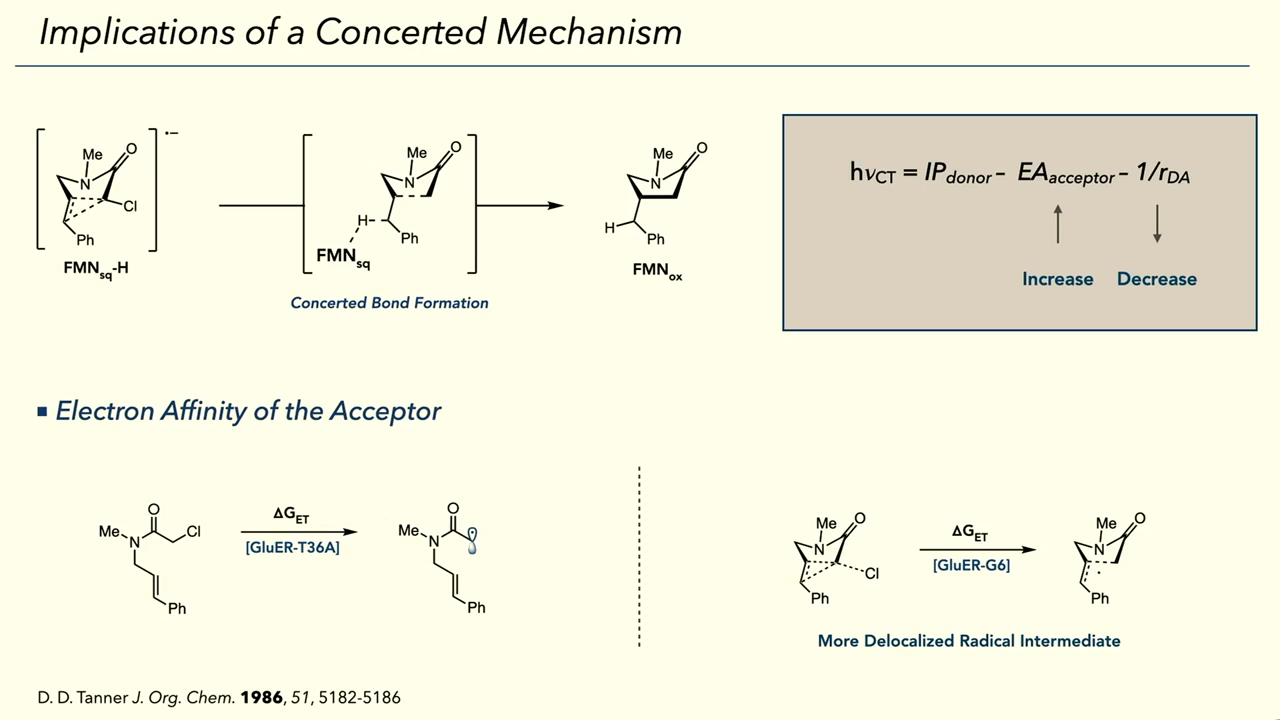 Implications of a Concerted Mechanism
Me
O
N
Cl
Ph
•−
FMNsq-H
Me
O
N
H
Ph
FMNsq
Concerted Bond Formation
Me
O
N
H
Ph
FMNox
hνCT = IPdonor – EAacceptor – 1/rDA
Increase Decrease
Electron Affinity of the Acceptor
O
Me
N
Cl
Ph
ΔGET
[GluER-T36A]
O
Me
N
Ph
Me
O
N
Cl
Ph
ΔGET
[GluER-G6]
Me
O
N
Ph
More Delocalized Radical Intermediate
D. D. Tanner J. Org. Chem. 1986, 51, 5182-5186